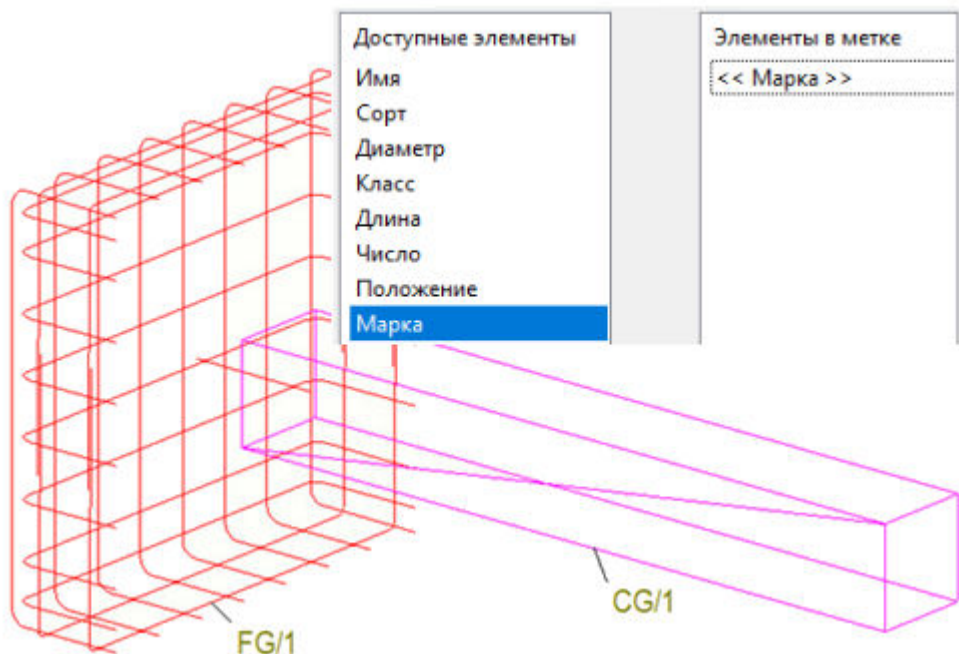 Доступные элементы
Имя
Сорт
Диаметр
Класс
Длина
Число
Положение
Марка
Элементы в метке
<< Марка >>
CG/1
FG/1